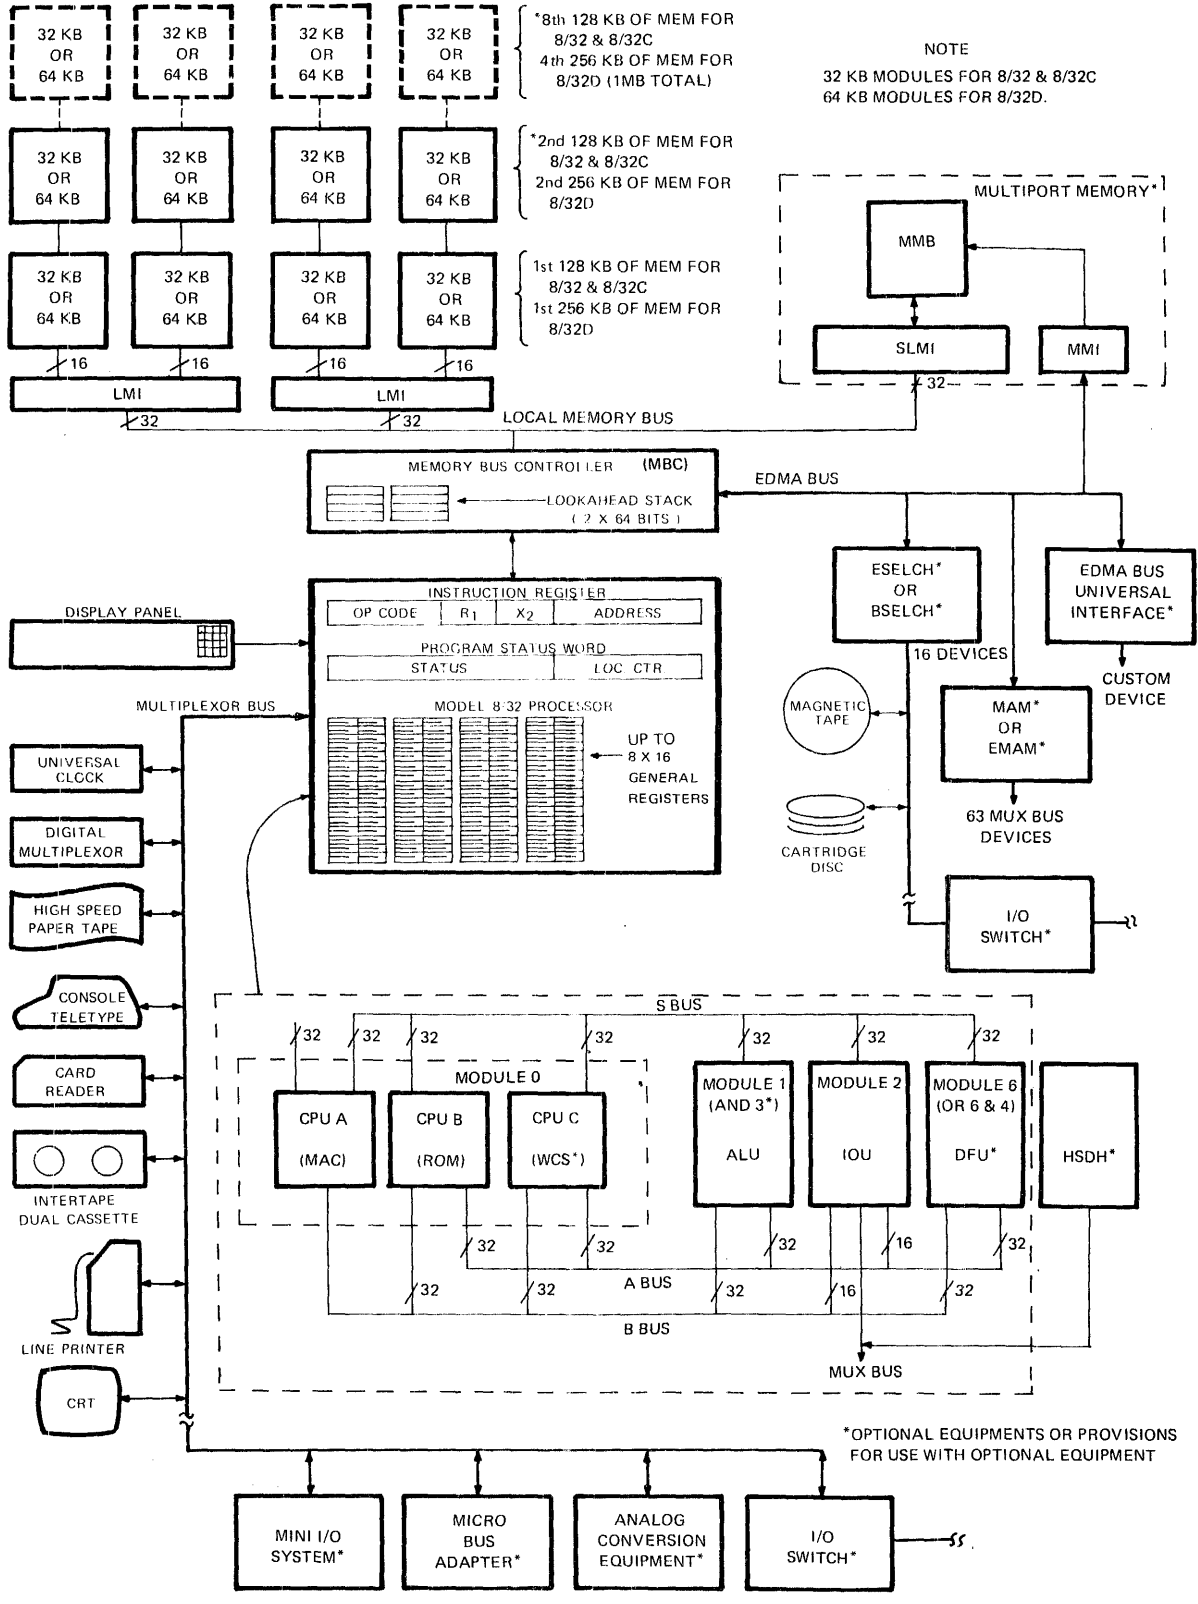 32 KB
OR
64 KB
32 KB
OR
64 KB
32 KB
OR
64 KB
32 KB
OR
64 KB
*8th 128 KB OF MEM FOR
8/32 & 8/32C
4th 256 KB OF MEM FOR
8/32D (1MB TOTAL)
NOTE
32 KB MODULES FOR 8/32 & 8/32C
64 KB MODULES FOR 8/32D.
32 KB
OR
64 KB
32 KB
OR
64 KB
32 KB
OR
64 KB
32 KB
OR
64 KB
*2nd 128 KB OF MEM FOR
8/32 & 8/32C
2nd 256 KB OF MEM FOR
8/32D
32 KB
OR
64 KB
32 KB
OR
64 KB
32 KB
OR
64 KB
32 KB
OR
64 KB
1st 128 KB OF MEM FOR
8/32 & 8/32C
1st 256 KB OF MEM FOR
8/32D
16
16
16
16
LMI
LMI
32
32
LOCAL MEMORY BUS
MULTIPORT MEMORY*
MMB
SLMI
MMI
32
MEMORY BUS CONTROLLER (MBC)
LOOKAHEAD STACK
( 2 X 64 BITS )
EDMA BUS
ESELCH*
OR
BSELCH*
EDMA BUS
UNIVERSAL
INTERFACE*
16 DEVICES
CUSTOM
DEVICE
MAGNETIC
TAPE
MAM*
OR
EMAM*
63 MUX BUS
DEVICES
CARTRIDGE
DISC
I/O
SWITCH*
DISPLAY PANEL
INSTRUCTION REGISTER
OP CODE R1 X2 ADDRESS
PROGRAM STATUS WORD
STATUS LOC CTR
MODEL 8-32 PROCESSOR
UP TO
8 X 16
GENERAL
REGISTERS
MULTIPLEXOR BUS
UNIVERSAL
CLOCK
DIGITAL
MULTIPLEXOR
HIGH SPEED
PAPER TAPE
CONSOLE
TELETYPE
CARD
READER
INTERTAPE
DUAL CASSETTE
LINE PRINTER
CRT
S BUS
32
32
32
32
32
32
32
MODULE 0
CPU A
(MAC)
CPU B
(ROM)
CPU C
(WCS*)
MODULE 1
(AND 3*)
ALU
MODULE 2
IOU
MODULE 6
(OR 6 & 4)
DFU*
HSDH*
32
32
32
16
32
A BUS
32
32
32
16
32
B BUS
MUX BUS
*OPTIONAL EQUIPMENTS OR PROVISIONS
FOR USE WITH OPTIONAL EQUIPMENT
MINI I/O
SYSTEM*
MICRO
BUS
ADAPTER*
ANALOG
CONVERSION
EQUIPMENT*
I/O
SWITCH*